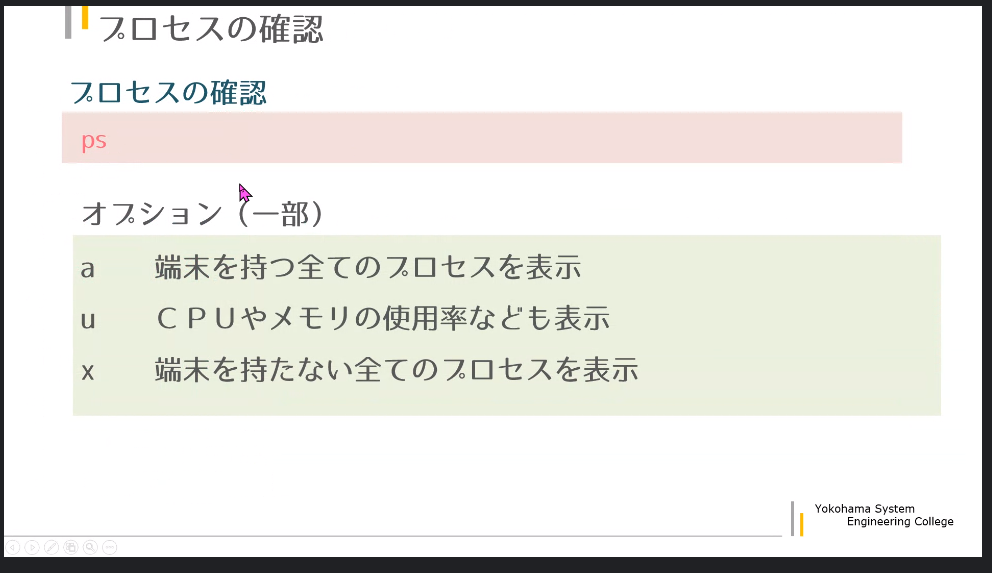 プロセスの確認
プロセスの確認
ps
オプション（一部）
a 端末を持つ全てのプロセスを表示
u ＣＰＵやメモリの使用率なども表示
x 端末を持たない全てのプロセスを表示
Yokohama System
Engineering College